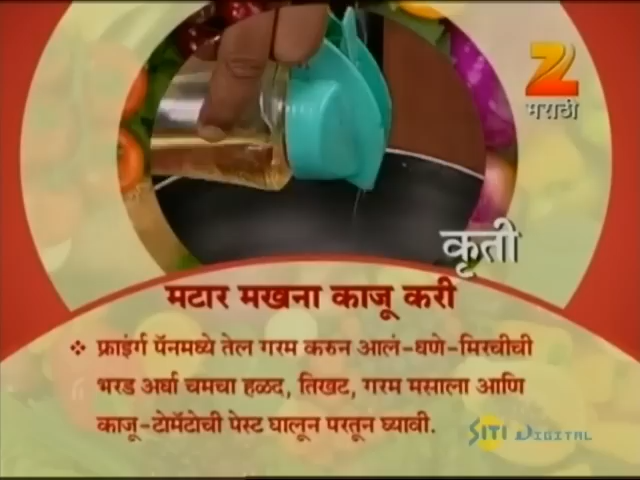 मराठी
कृती
मटार मखना काजू करी
❖ फ्राइंर्ग पॅनमध्ये तेल गरम करुन आलं-धणे-मिरचीची
भरड अर्धा चमचा हळद, तिखट, गरम मसाला आणि
काजू-टोमॅटोची पेस्ट घालून परतून घ्यावी.
SITI DIGITAL